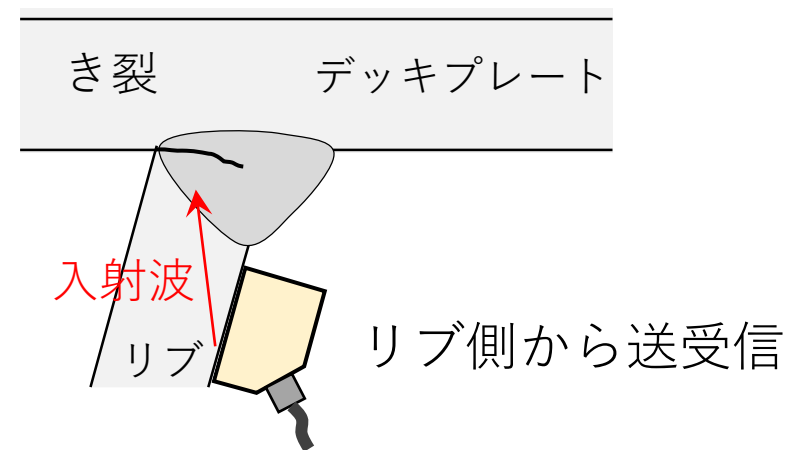 き裂
デッキプレート
入射波
リブ
リブ側から送受信